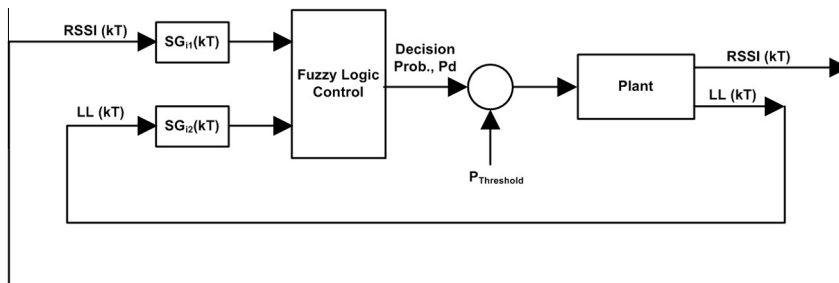 RSSI (kT)
SGi1(kT)
LL (kT)
SGi2(kT)
Fuzzy Logic
Control
Decision
Prob., Pd
PThreshold
Plant
RSSI (kT)
LL (kT)